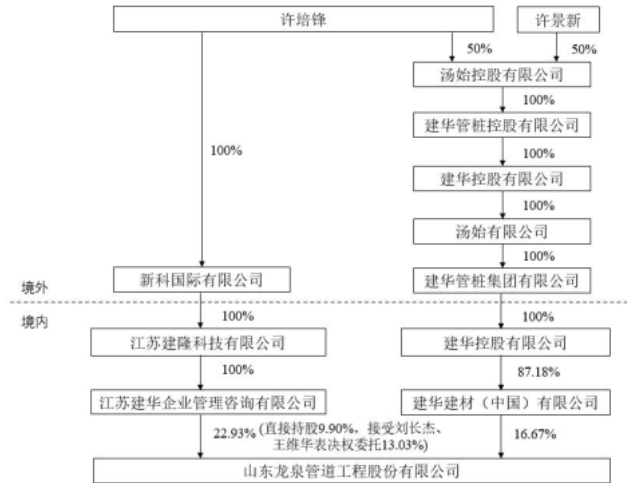 许培锋
许景新
50%
50%
汤始控股有限公司
100%
建华管桩控股有限公司
100%
100%
建华控股有限公司
100%
汤始有限公司
100%
新科国际有限公司
建华管桩集团有限公司
境外
境内
100%
100%
江苏建隆科技有限公司
建华控股有限公司
100%
87.18%
江苏建华企业管理咨询有限公司
建华建材（中国）有限公司
22.93%
(直接持股9.90%，接受刘长杰、
王维华表决权委托13.03%)
16.67%
山东龙泉管道工程股份有限公司